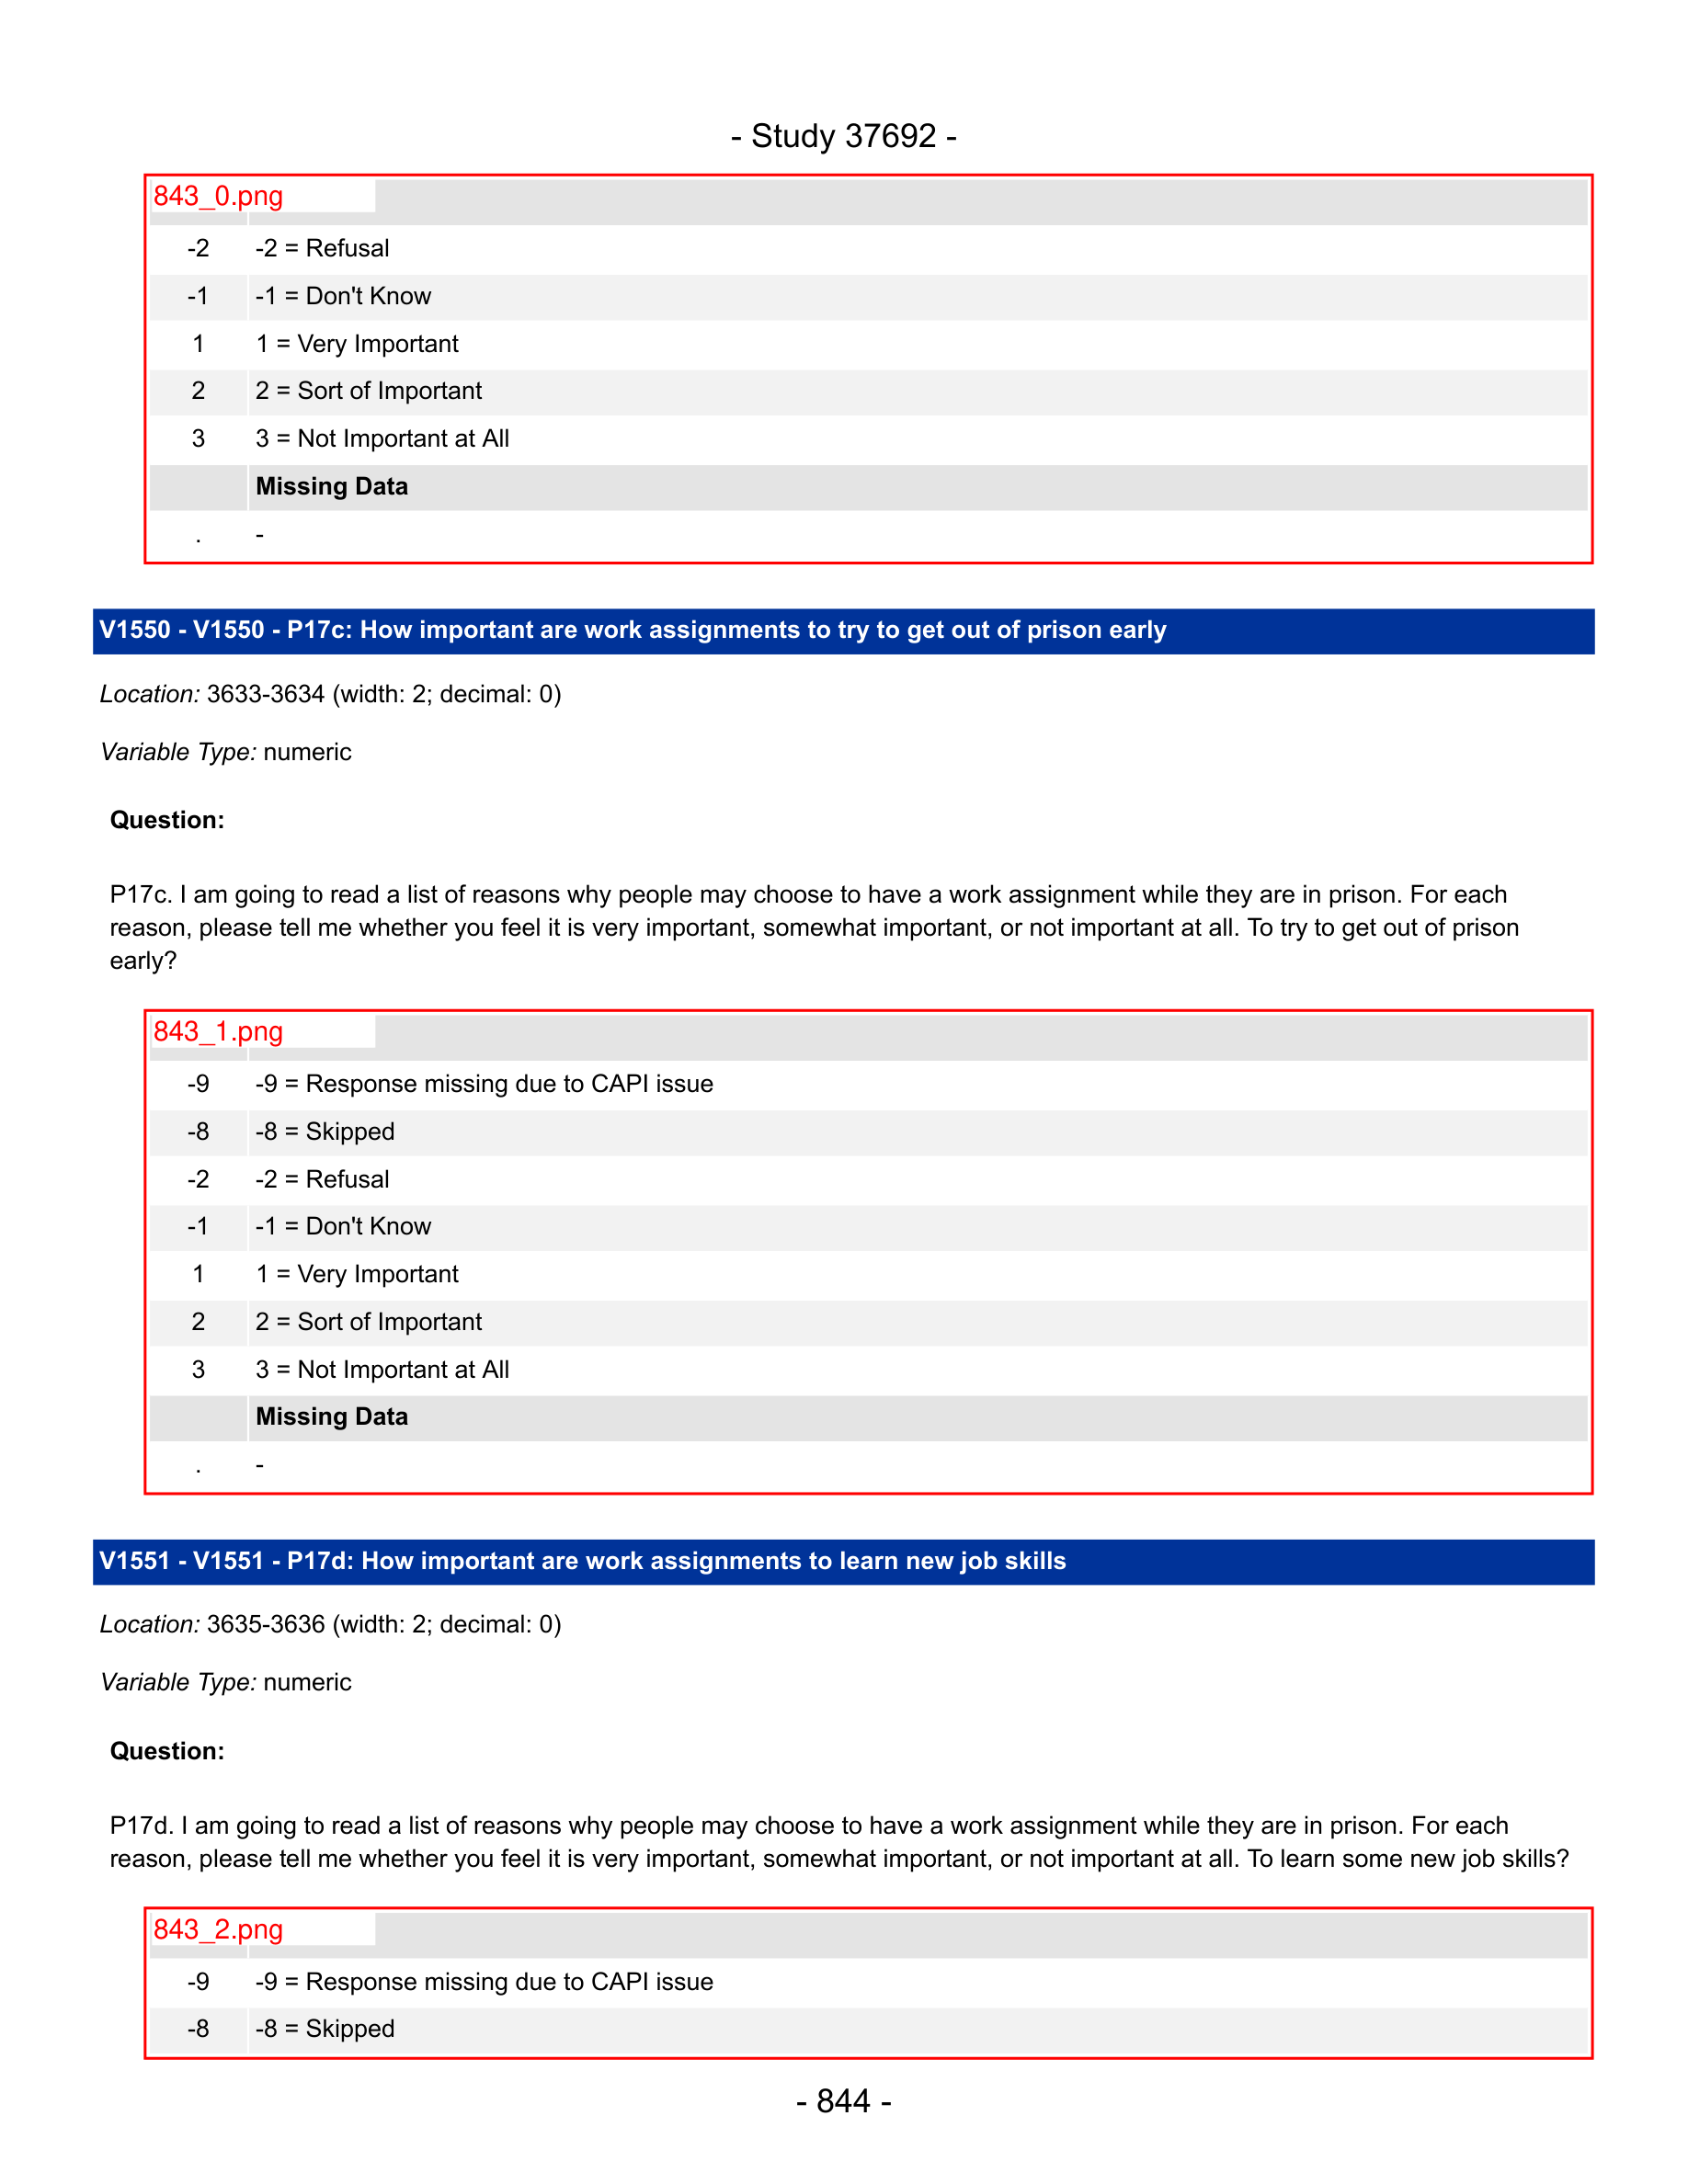 - Study 37692 -
843_0.png
-2 -2 = Refusal
-1 -1 = Don't Know
1 1 = Very Important
2 2 = Sort of Important
3 3 = Not Important at All
Missing Data
. -
V1550 - V1550 - P17c: How important are work assignments to try to get out of prison early
Location: 3633-3634 (width: 2; decimal: 0)
Variable Type: numeric
Question:
P17c. I am going to read a list of reasons why people may choose to have a work assignment while they are in prison. For each
reason, please tell me whether you feel it is very important, somewhat important, or not important at all. To try to get out of prison
early?
843_1.png
-9 -9 = Response missing due to CAPI issue
-8 -8 = Skipped
-2 -2 = Refusal
-1 -1 = Don't Know
1 1 = Very Important
2 2 = Sort of Important
3 3 = Not Important at All
Missing Data
. -
V1551 - V1551 - P17d: How important are work assignments to learn new job skills
Location: 3635-3636 (width: 2; decimal: 0)
Variable Type: numeric
Question:
P17d. I am going to read a list of reasons why people may choose to have a work assignment while they are in prison. For each
reason, please tell me whether you feel it is very important, somewhat important, or not important at all. To learn some new job skills?
843_2.png
-9 -9 = Response missing due to CAPI issue
-8 -8 = Skipped
- 844 -